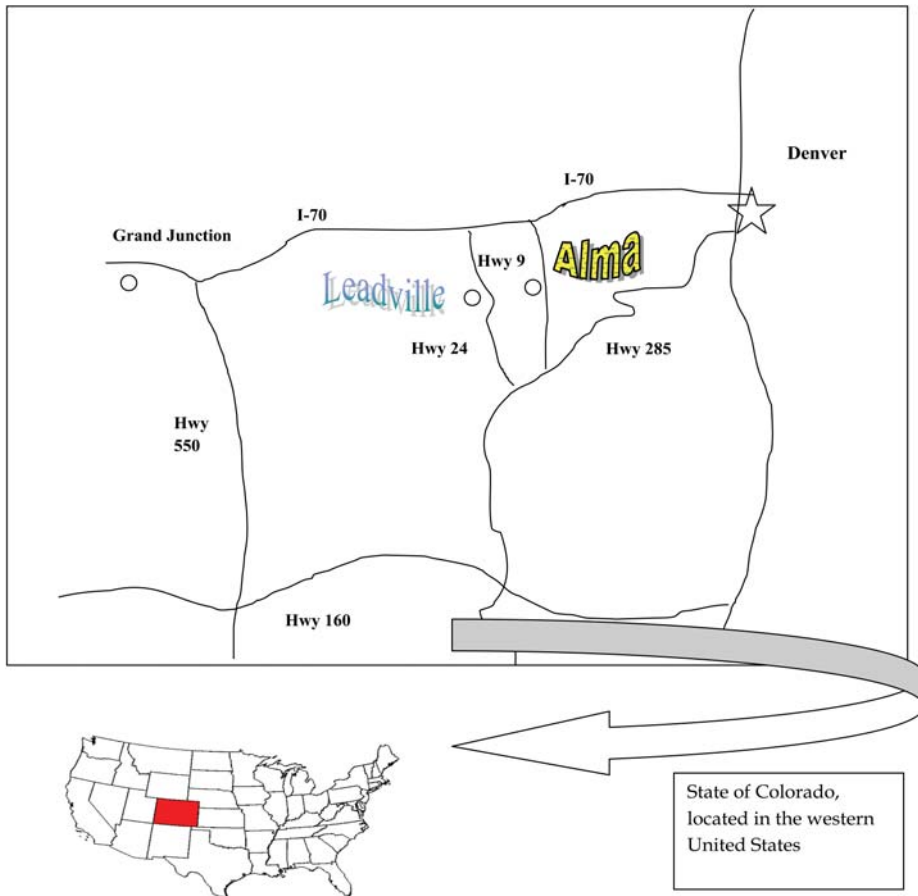 Denver
I-70
I-70
Grand Junction
Hwy 9
Alma
Leadville
Hwy 24
Hwy 285
Hwy
550
Hwy 160
State of Colorado,
located in the western
United States